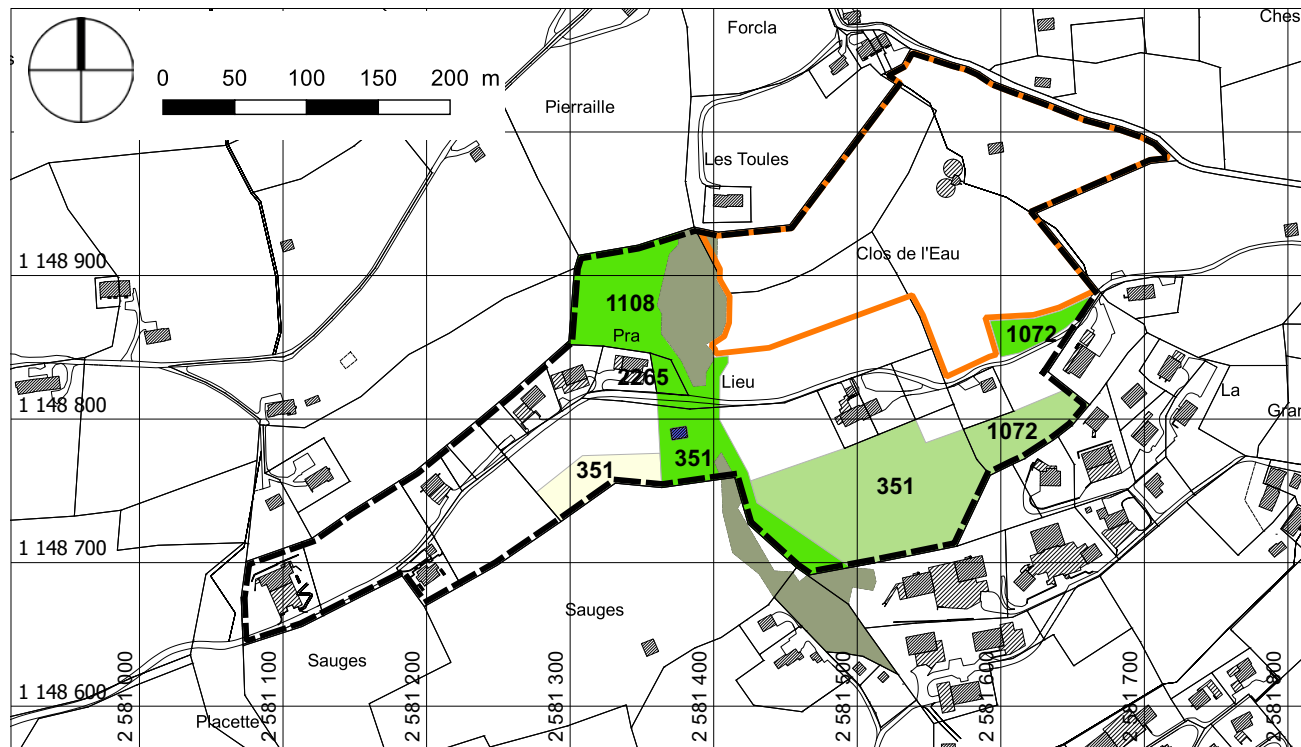 Forcla
Ches
0 50 100 150 200 m
Pierraille
Les Toules
Clos de l'Eau
1 148 900
1108
1072
Pra
2265
Lieu
La
1 148 800
Gran
1072
351
351
351
1 148 700
Sauges
Sauges
1 148 600
Placette
2 581 000
2 581 100
2 581 200
2 581 300
2 581 400
2 581 500
2 581 600
2 581 700
2 581 800